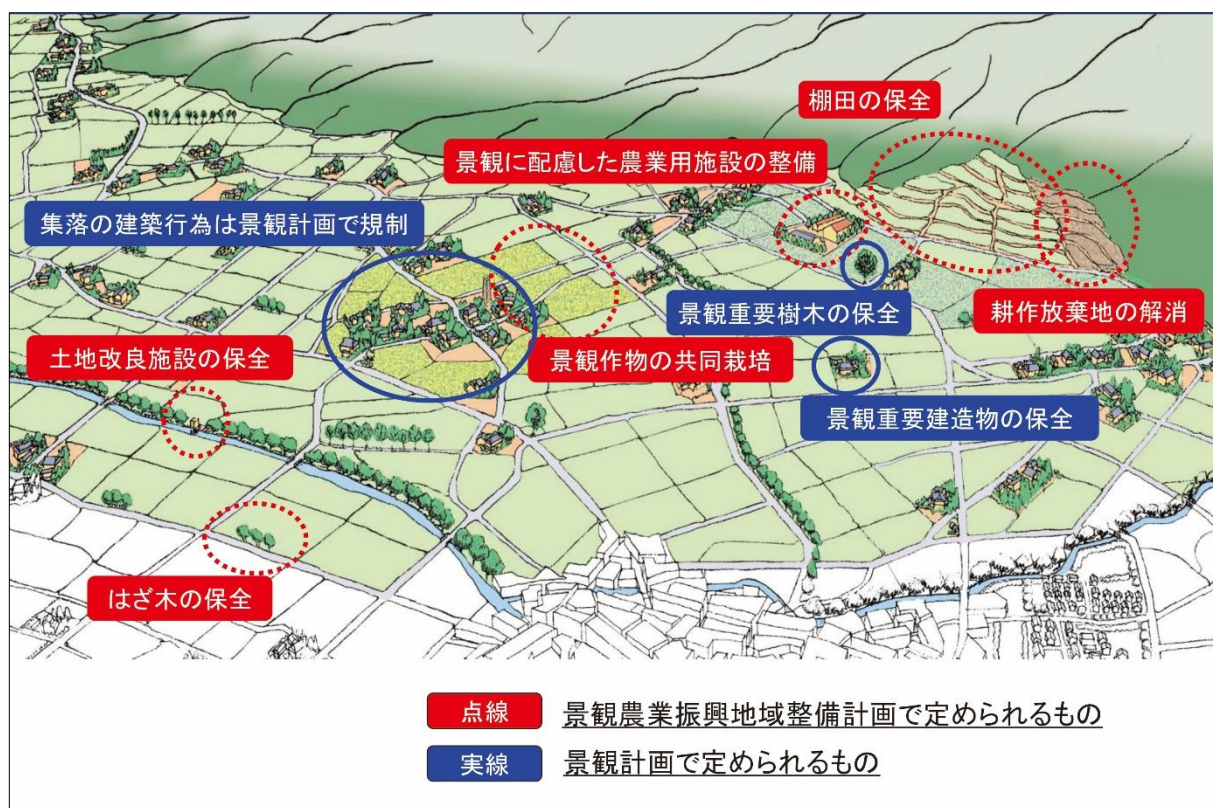 棚田の保全
景観に配慮した農業用施設の整備
集落の建築行為は景観計画で規制
景観重要樹木の保全
耕作放棄地の解消
土地改良施設の保全
景観作物の共同栽培
景観重要建造物の保全
はざ木の保全
点線 景観農業振興地域整備計画で定められるもの
実線 景観計画で定められるもの